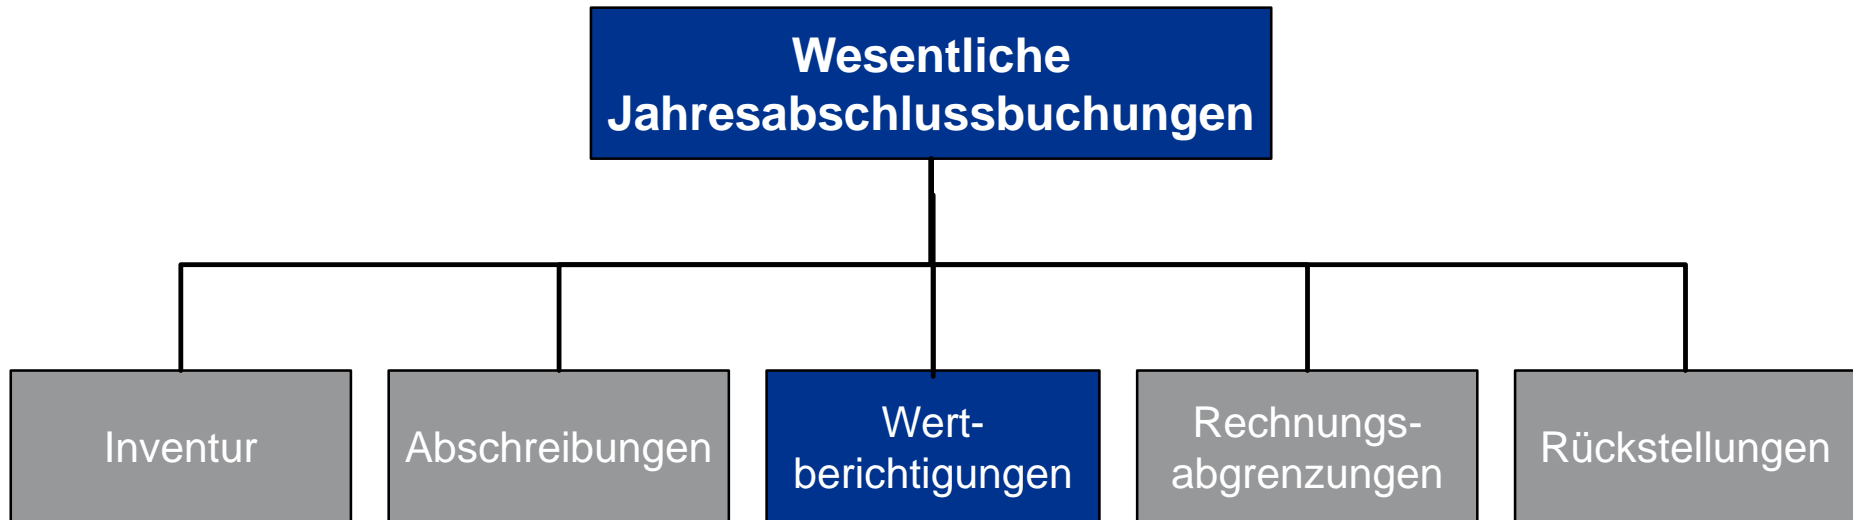 Wesentliche
Jahresabschlussbuchungen
Inventur
Abschreibungen
Wert-
berichtigungen
Rechnungs-
abgrenzungen
Rückstellungen